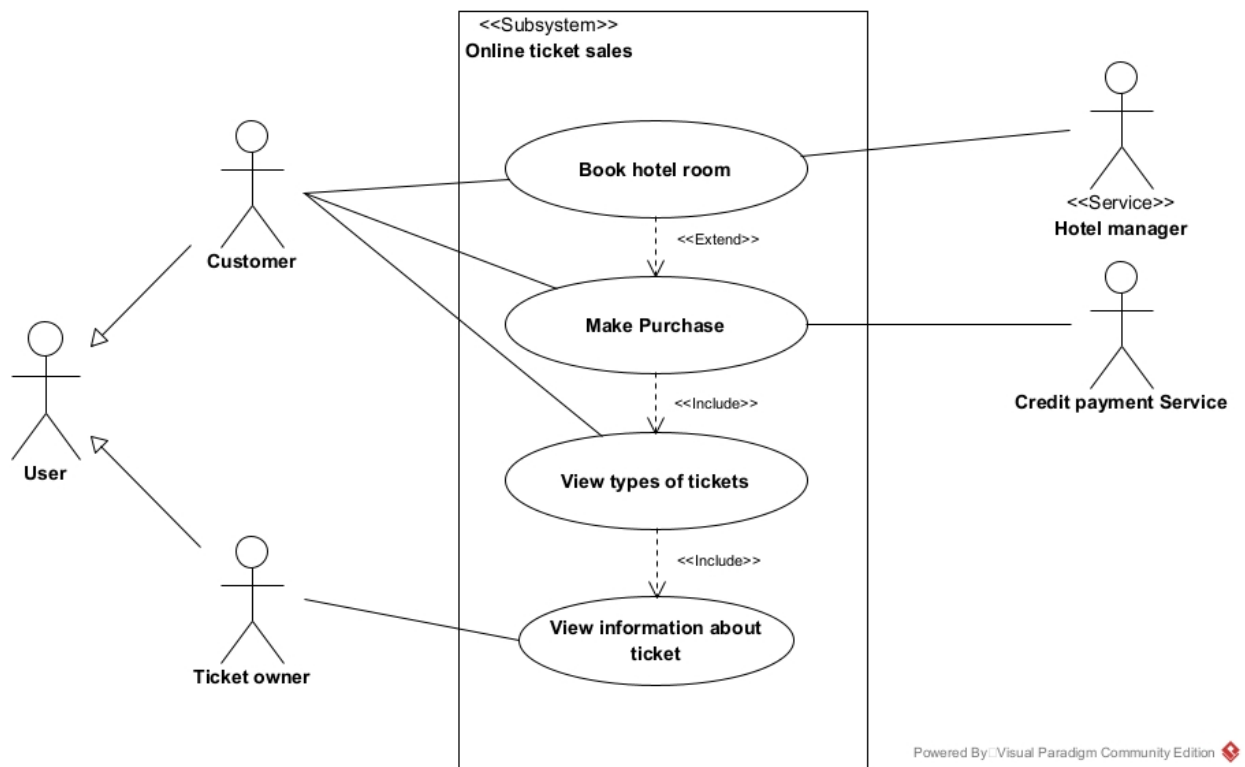 <<Subsystem>>
Online ticket sales
Book hotel room
<<Service>>
Hotel manager
<<Extend>>
Customer
Make Purchase
Credit payment Service
<<Include>>
User
View types of tickets
<<Include>>
View information about
ticket
Ticket owner
Powered By Visual Paradigm Community Edition